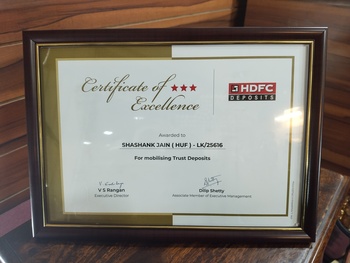 Certificate of
Excellence
HDFC
DEPOSITS
Awarded to
SHASHANK JAIN ( HUF ) - LK/25616
For mobilising Trust Deposits
V S Rangan
Executive Director
Dilip Shetty
Associate Member of Executive Management